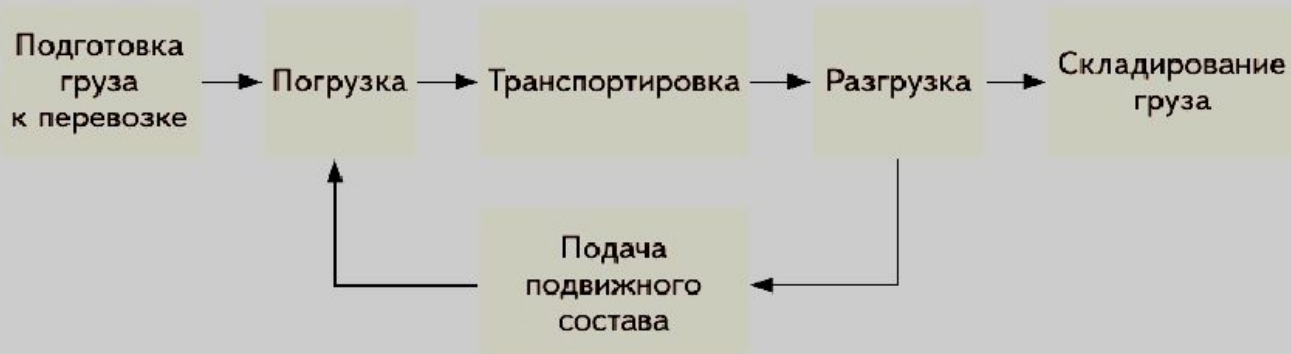 Подготовка
груза
к перевозке
Погрузка
Транспортировка
Разгрузка
Складирование
груза
Подача
подвижного
состава